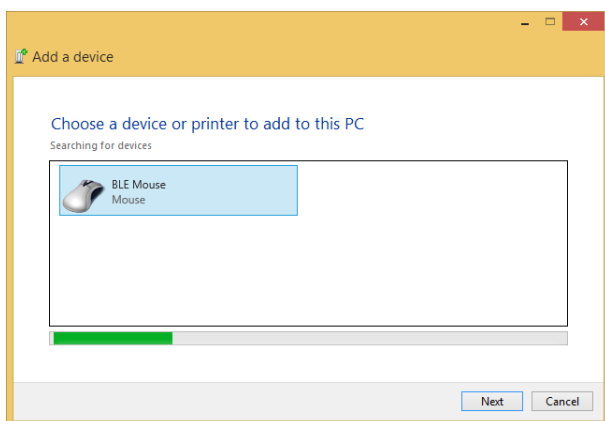 Add a device
Choose a device or printer to add to this PC
Searching for devices
BLE Mouse
Mouse
Next
Cancel